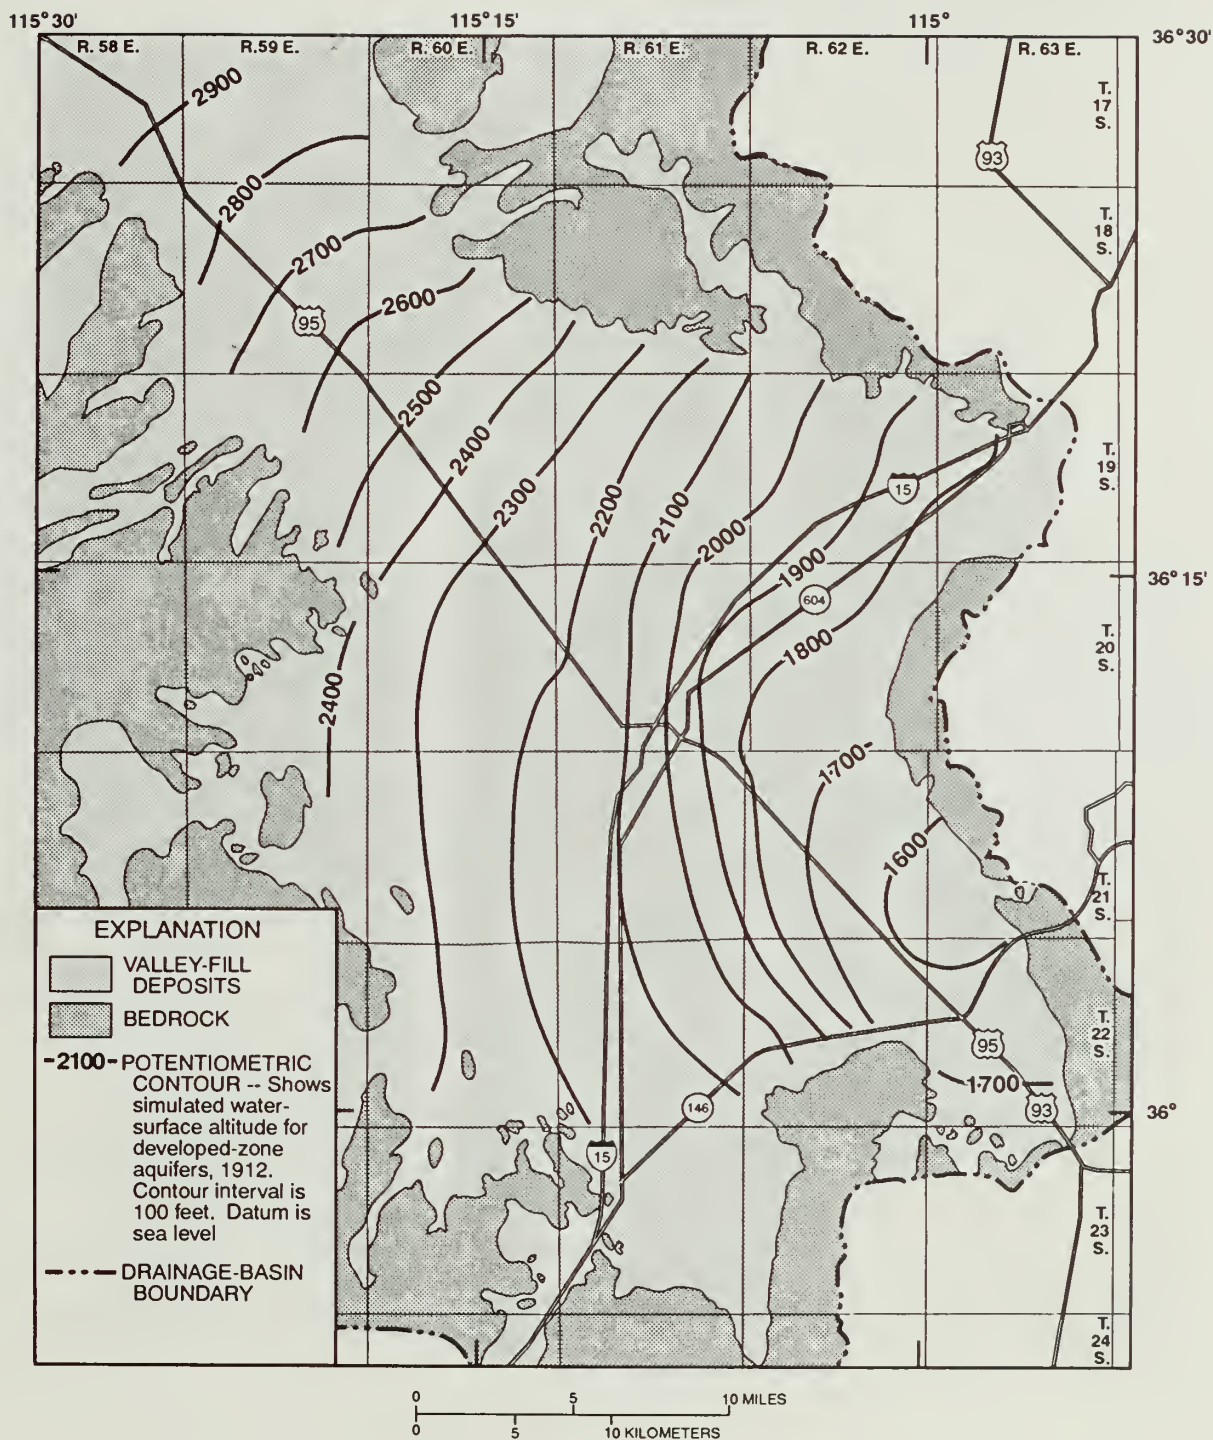 115° 30'
115° 15'
115°
36° 30'
R. 58 E.
R.59 E.
R. 60 E.
R. 61 E.
R. 62 E.
R. 63 E.
T.
17
S.
2900
93
2800
T.
18
S.
2700
2600
95
2500
2400
T.
19
S.
2300
15
2200
2100
2000
1900
36° 15'
604
1800
T.
20
S.
2400
1700-
1600
T.
21
S.
EXPLANATION
VALLEY-FILL
DEPOSITS
BEDROCK
-2100- POTENTIOMETRIC
CONTOUR -- Shows
simulated water-
surface altitude for
developed-zone
aquifers, 1912.
Contour interval is
100 feet. Datum is
sea level
DRAINAGE-BASIN
BOUNDARY
T.
22
S.
95
1700
93
146
36°
15
T.
23
S.
T.
24
S.
0 5 10 MILES
0 5 10 KILOMETERS